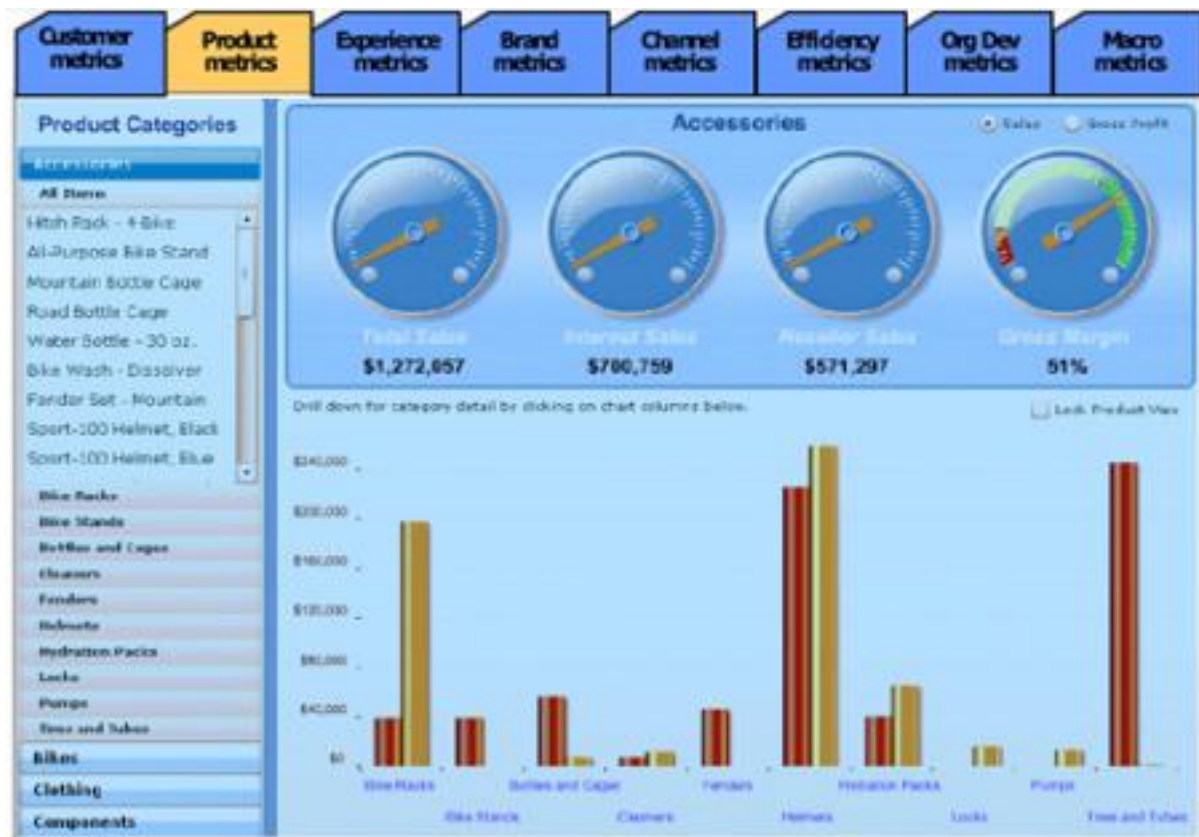 Customer metrics
Product metrics
Experience metrics
Brand metrics
Channel metrics
Efficiency metrics
Org Dev metrics
Macro metrics
Product Categories
Accessories
All Items
Hitch Rack - 4-Bike
All-Purpose Bike Stand
Mountain Bottle Cage
Road Bottle Cage
Water Bottle - 30 oz.
Bike Wash - Dissolver
Fender Set - Mountain
Sport-100 Helmet, Black
Sport-100 Helmet, Blue
Bike Racks
Bike Stands
Bottles and Cages
Cleaners
Fenders
Helmets
Hydration Packs
Locks
Pumps
Tires and Tubes
Bikes
Clothing
Components
Accessories
Sales
Gross Profit
Total Sales
$1,272,057
Internet Sales
$700,759
Reseller Sales
$571,297
Gross Margin
51%
Drill down for category detail by clicking on chart columns below.
Lock Product View
$240,000
$200,000
$160,000
$120,000
$80,000
$40,000
$0
Bike Racks
Bike Stands
Bottles and Cages
Cleaners
Fenders
Helmets
Hydration Packs
Locks
Pumps
Tires and Tubes